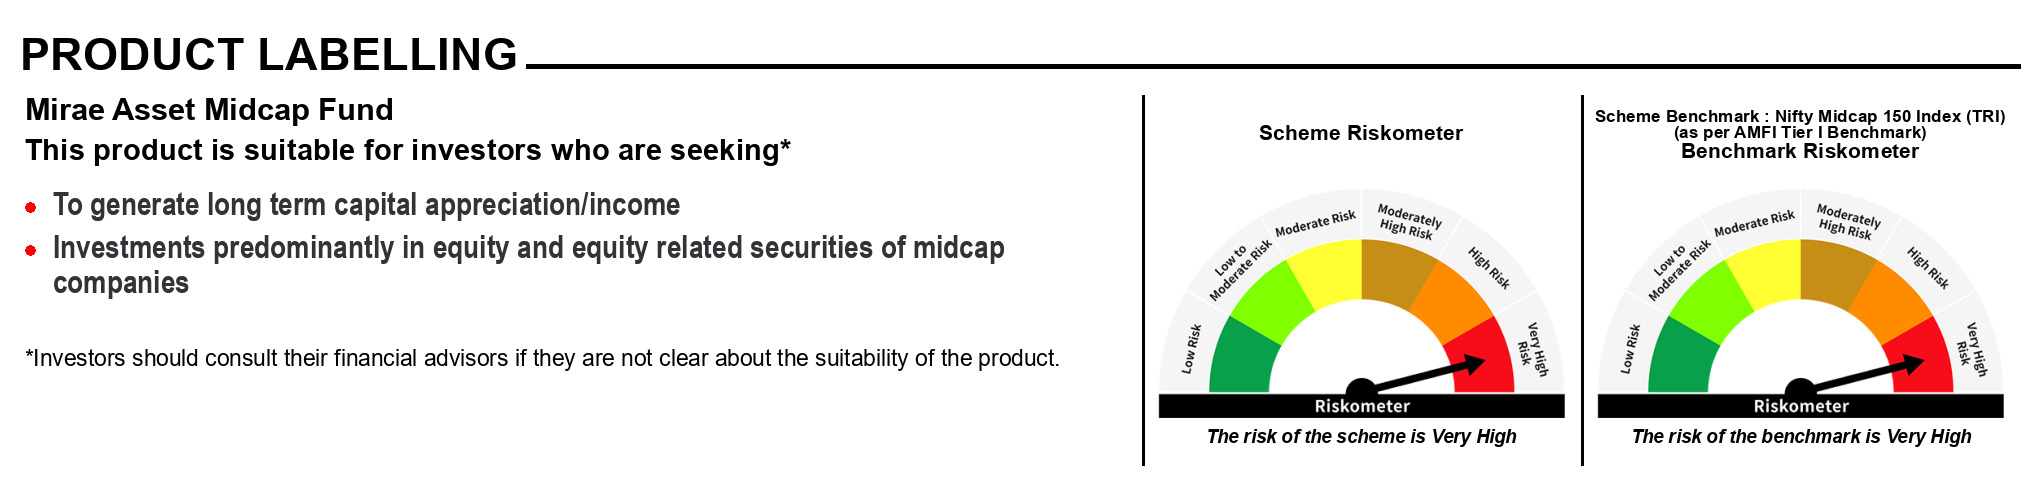 PRODUCT LABELLING
Mirae Asset Midcap Fund
This product is suitable for investors who are seeking*
To generate long term capital appreciation/income
Investments predominantly in equity and equity related securities of midcap
companies
*Investors should consult their financial advisors if they are not clear about the suitability of the product.
Scheme Riskometer
Low Risk
Low to
Moderate Risk
Moderate Risk
Moderately
High Risk
High Risk
Very High
Risk
Riskometer
The risk of the scheme is Very High
Scheme Benchmark : Nifty Midcap 150 Index (TRI)
(as per AMFI Tier I Benchmark)
Benchmark Riskometer
Low Risk
Low to
Moderate Risk
Moderate Risk
Moderately
High Risk
High Risk
Very High
Risk
Riskometer
The risk of the benchmark is Very High